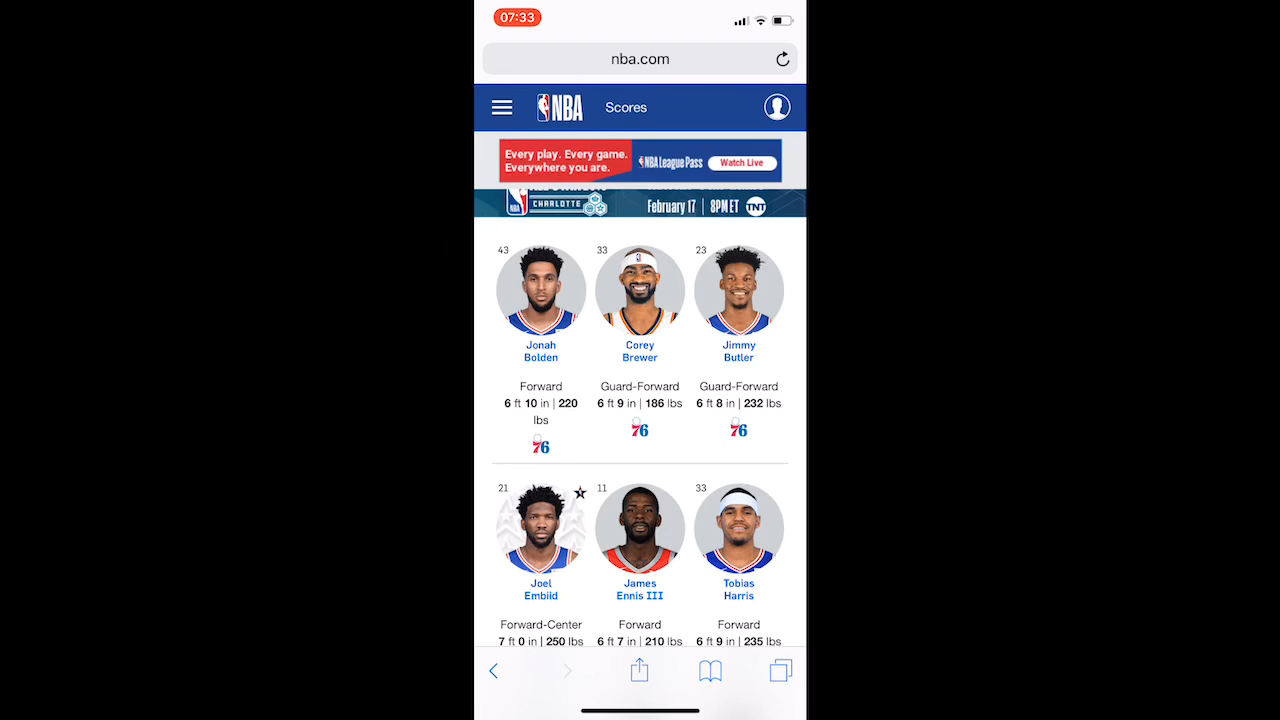 07:33
nba.com
NBA
Scores
Every play. Every game.
Everywhere you are.
NBA League Pass
Watch Live
NBA
CHARLOTTE
February 17 | 8PM ET
TNT
43
33
23
Jonah
Bolden
Corey
Brewer
Jimmy
Butler
Forward
6 ft 10 in | 220
lbs
Guard-Forward
6 ft 9 in | 186 lbs
Guard-Forward
6 ft 8 in | 232 lbs
76
76
76
21
11
33
Joel
Embiid
James
Ennis III
Tobias
Harris
Forward-Center
7 ft 0 in | 250 lbs
Forward
6 ft 7 in | 210 lbs
Forward
6 ft 9 in | 235 lbs